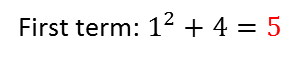 First term: 1² + 4 = 5